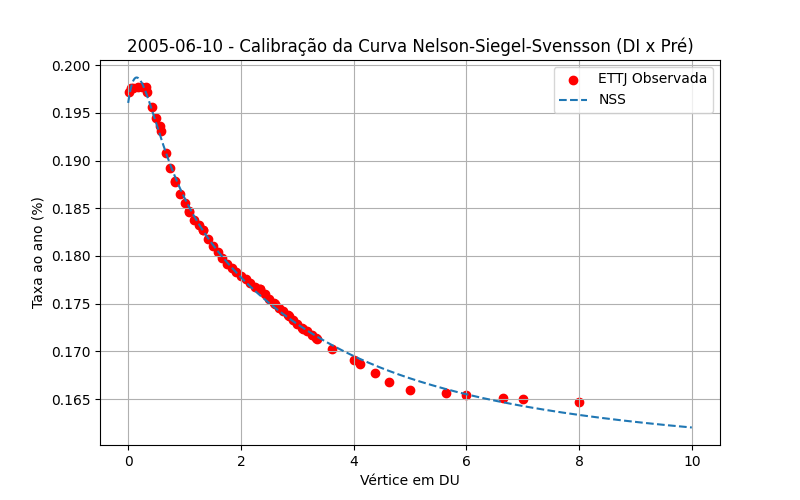 2005-06-10 - Calibração da Curva Nelson-Siegel-Svensson (DI x Pré)
ETTJ Observada
NSS
Taxa ao ano (%)
0.200
0.195
0.190
0.185
0.180
0.175
0.170
0.165
0 2 4 6 8 10
Vértice em DU